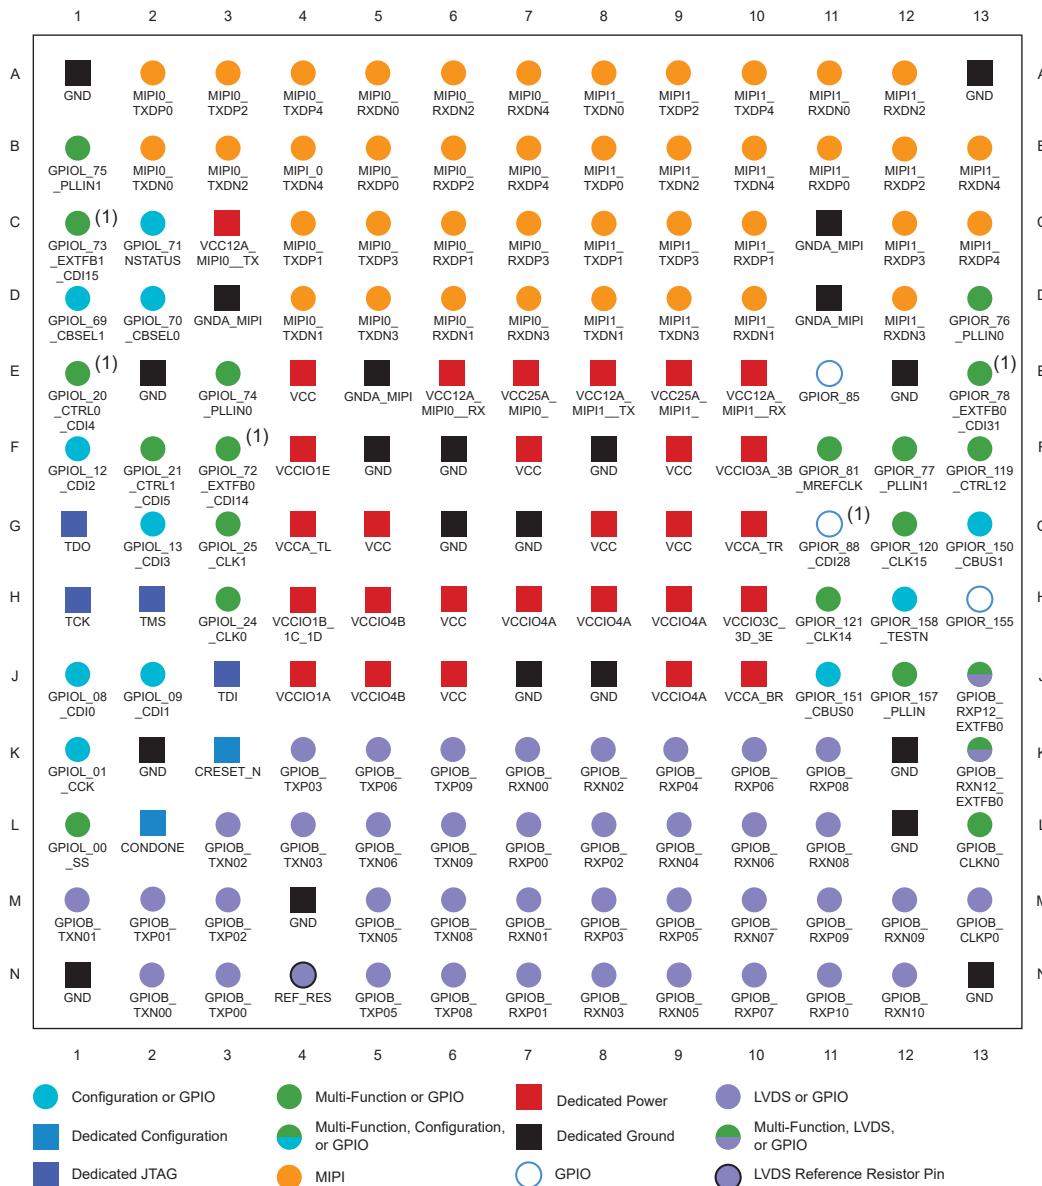 1 2 3 4 5 6 7 8 9 10 11 12 13
A A
GND MIPI0_ MIPI0_ MIPI0_ MIPI0_ MIPI0_ MIPI0_ MIPI1_ MIPI1_ MIPI1_ MIPI1_ MIPI1_ GND
TXDP0 TXDP2 TXDP4 RXDN0 RXDN2 RXDN4 TXDN0 TXDP2 TXDP4 RXDN0 RXDN2
B
GPIOL_75 MIPI0_ MIPI0_ MIPI_0 MIPI0_ MIPI0_ MIPI0_ MIPI1_ MIPI1_ MIPI1_ MIPI1_ MIPI1_ MIPI1_
_PLLIN1 TXDN0 TXDN2 TXDN4 RXDP0 RXDP2 RXDP4 TXDP0 TXDN2 TXDN4 RXDP0 RXDP2 RXDN4
C (1)
GPIOL_73 GPIOL_71 VCC12A_ MIPI0_ MIPI0_ MIPI0_ MIPI0_ MIPI1_ MIPI1_ MIPI1_ GNDA_MIPI MIPI1_ MIPI1_
_EXTFB1 NSTATUS MIPI0__TX TXDP1 TXDP3 RXDP1 RXDP3 TXDP1 TXDP3 RXDP1 RXDP3 RXDP4
_CDI15
D
GPIOL_69 GPIOL_70 GNDA_MIPI MIPI0_ MIPI0_ MIPI0_ MIPI0_ MIPI1_ MIPI1_ MIPI1_ GNDA_MIPI MIPI1_ GPIOR_76
_CBSEL1 _CBSEL0 TXDN1 TXDN3 RXDN1 RXDN3 TXDN1 TXDN3 RXDN1 RXDN3 _PLLIN0
E (1) (1)
GPIOL_20 GND GPIOL_74 VCC GNDA_MIPI VCC12A_ VCC25A_ VCC12A_ VCC25A_ VCC12A_ GPIOR_85 GND GPIOR_78
_CTRL0 _PLLIN0 MIPI0__RX MIPI0_ MIPI1__TX MIPI1_ MIPI1__RX _EXTFB0
_CDI4 _CDI31
F (1)
GPIOL_12 GPIOL_21 GPIOL_72 VCCIO1E GND GND VCC GND VCC VCCIO3A_3B GPIOR_81 GPIOR_77 GPIOR_119
_CDI2 _CTRL1 _EXTFB0 _MREFCLK _PLLIN1 _CTRL12
_CDI5 _CDI14
G (1)
TDO GPIOL_13 GPIOL_25 VCCA_TL VCC GND GND VCC VCC VCCA_TR GPIOR_88 GPIOR_120 GPIOR_150
_CDI3 _CLK1 _CDI28 _CLK15 _CBUS1
H
TCK TMS GPIOL_24 VCCIO1B_ VCCIO4B VCC VCCIO4A VCCIO4A VCCIO4A VCCIO3C_ GPIOR_121 GPIOR_158 GPIOR_155
_CLK0 1C_1D 3D_3E _CLK14 _TESTN
J
GPIOL_08 GPIOL_09 TDI VCCIO1A VCCIO4B VCC GND GND VCCIO4A VCCA_BR GPIOR_151 GPIOR_157 GPIOB_
_CDI0 _CDI1 _CBUS0 _PLLIN RXP12_
EXTFB0
K
GPIOL_01 GND CRESET_N GPIOB_ GPIOB_ GPIOB_ GPIOB_ GPIOB_ GPIOB_ GPIOB_ GPIOB_ GND GPIOB_
_CCK TXP03 TXP06 TXP09 RXN00 RXN02 RXP04 RXP06 RXP08 RXN12_
EXTFB0
L
GPIOL_00 CONDONE GPIOB_ GPIOB_ GPIOB_ GPIOB_ GPIOB_ GPIOB_ GPIOB_ GPIOB_ GPIOB_ GND GPIOB_
_SS TXN02 TXN03 TXN06 TXN09 RXP00 RXP02 RXN04 RXN06 RXN08 CLKN0
M
GPIOB_ GPIOB_ GPIOB_ GND GPIOB_ GPIOB_ GPIOB_ GPIOB_ GPIOB_ GPIOB_ GPIOB_ GPIOB_ GPIOB_
TXN01 TXP01 TXP02 TXN05 TXN08 RXN01 RXP03 RXP05 RXN07 RXP09 RXN09 CLKP0
N
GND GPIOB_ GPIOB_ REF_RES GPIOB_ GPIOB_ GPIOB_ GPIOB_ GPIOB_ GPIOB_ GPIOB_ GPIOB_ GND
TXN00 TXP00 TXP05 TXP08 RXP01 RXN03 RXN05 RXP07 RXP10 RXN10
1 2 3 4 5 6 7 8 9 10 11 12 13
Configuration or GPIO Multi-Function or GPIO Dedicated Power LVDS or GPIO
Dedicated Configuration Multi-Function, Configuration, Dedicated Ground Multi-Function, LVDS,
or GPIO or GPIO
Dedicated JTAG MIPI GPIO LVDS Reference Resistor Pin